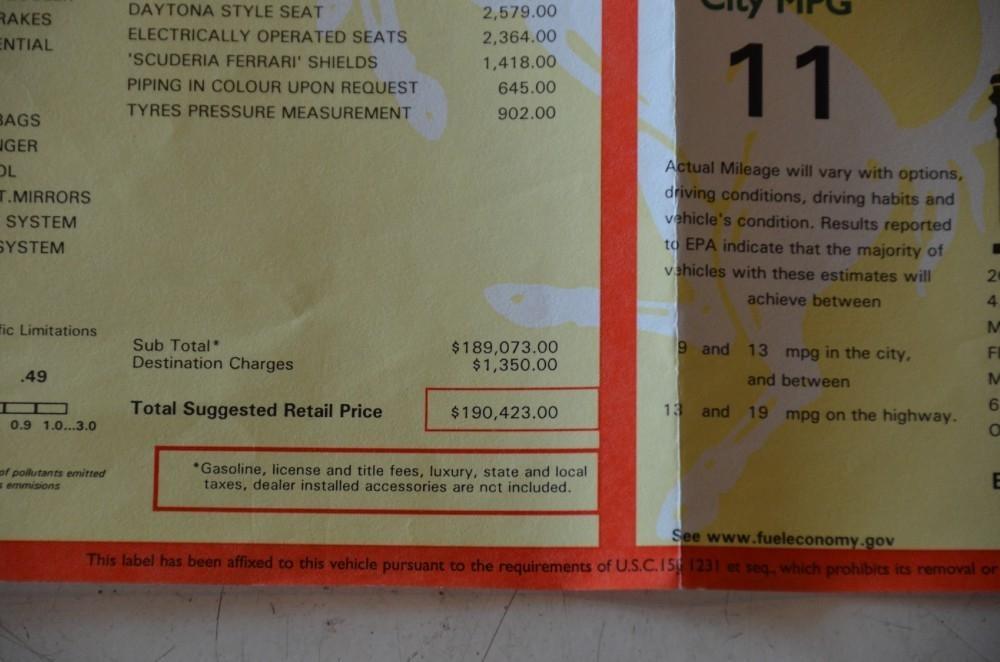 RAKES
ENTIAL
BAGS
NGER
OL
T.MIRRORS
SYSTEM
SYSTEM
fic Limitations
.49
0.9 1.0...3.0
of pollutants emitted
s emmisions
DAYTONA STYLE SEAT 2,579.00
ELECTRICALLY OPERATED SEATS 2,364.00
'SCUDERIA FERRARI' SHIELDS 1,418.00
PIPING IN COLOUR UPON REQUEST 645.00
TYRES PRESSURE MEASUREMENT 902.00
Sub Total* $189,073.00
Destination Charges $1,350.00
Total Suggested Retail Price $190,423.00
*Gasoline, license and title fees, luxury, state and local
taxes, dealer installed accessories are not included.
City MPG
11
Actual Mileage will vary with options,
driving conditions, driving habits and
vehicle's condition. Results reported
to EPA indicate that the majority of
vehicles with these estimates will
achieve between
9 and 13 mpg in the city,
and between
13 and 19 mpg on the highway.
See www.fueleconomy.gov
This label has been affixed to this vehicle pursuant to the requirements of U.S.C.15§ 1231 et seq., which prohibits its removal or